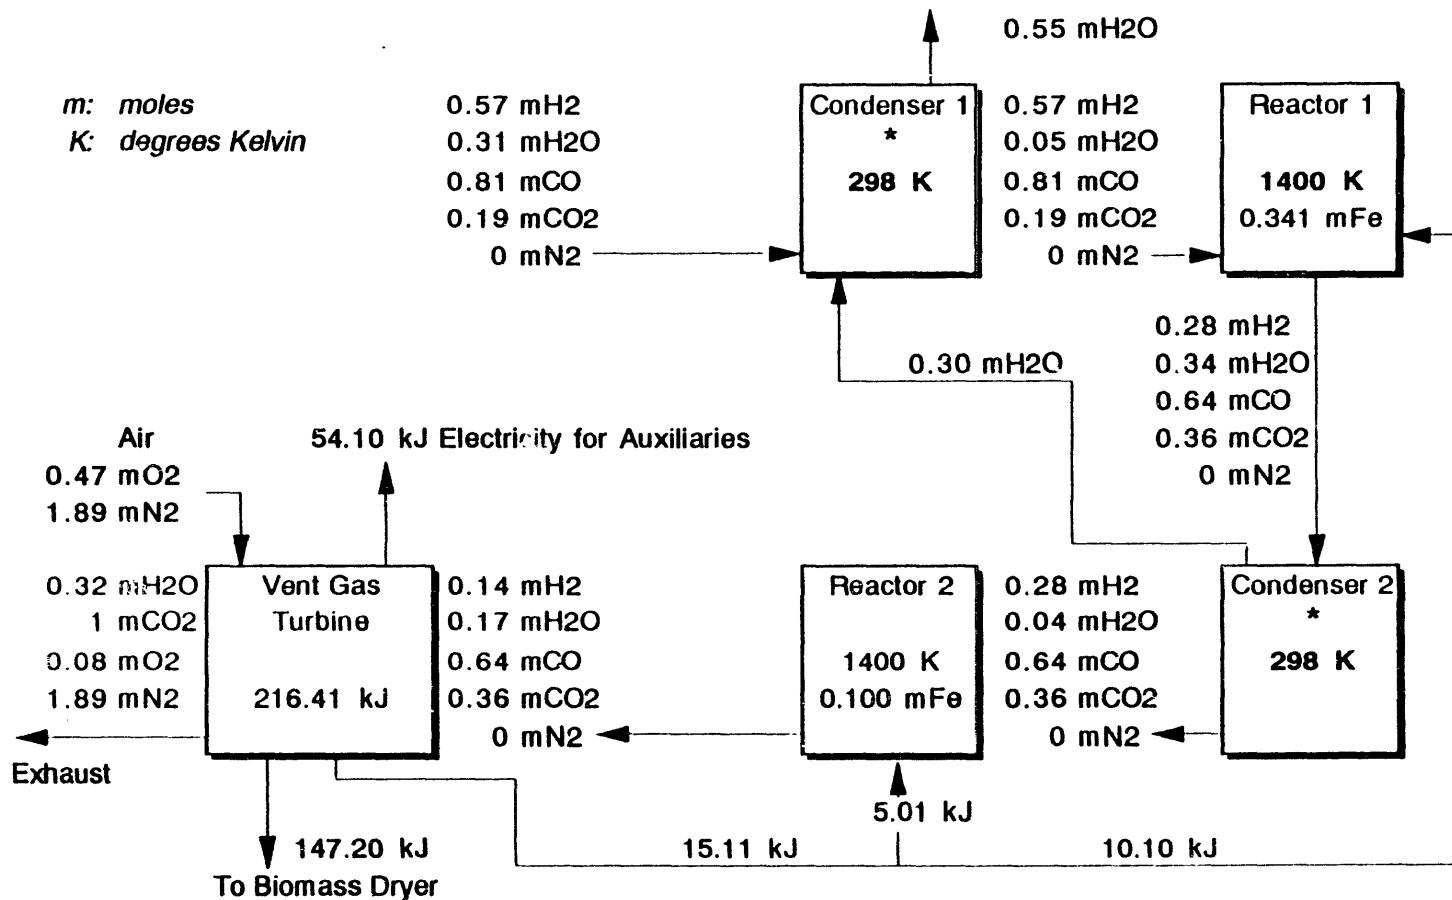 0.55 mH2O
m: moles
K: degrees Kelvin
0.57 mH2
0.31 mH2O
0.81 mCO
0.19 mCO2
0 mN2
Condenser 1
*
298 K
0.57 mH2
0.05 mH2O
0.81 mCO
0.19 mCO2
0 mN2
Reactor 1
1400 K
0.341 mFe
0.28 mH2
0.34 mH2O
0.64 mCO
0.36 mCO2
0 mN2
0.30 mH2O
Air
0.47 mO2
1.89 mN2
54.10 kJ Electricity for Auxiliaries
0.32 mH2O
1 mCO2
0.08 mO2
1.89 mN2
Exhaust
Vent Gas
Turbine
216.41 kJ
0.14 mH2
0.17 mH2O
0.64 mCO
0.36 mCO2
0 mN2
Reactor 2
1400 K
0.100 mFe
0.28 mH2
0.04 mH2O
0.64 mCO
0.36 mCO2
0 mN2
Condenser 2
*
298 K
5.01 kJ
147.20 kJ
To Biomass Dryer
15.11 kJ
10.10 kJ